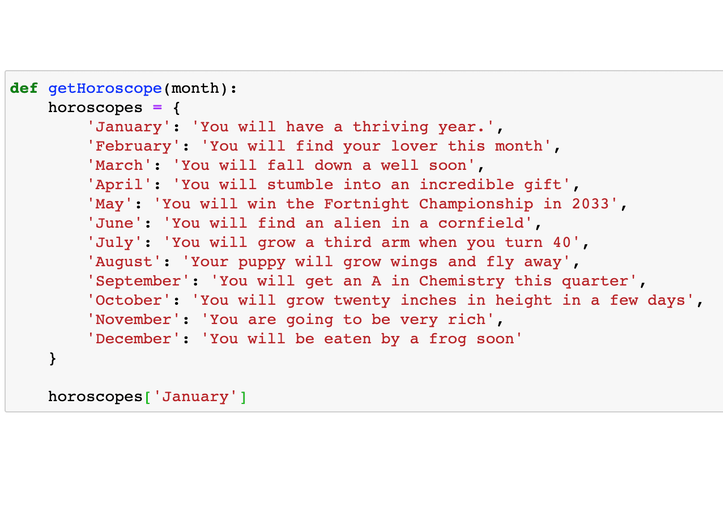 def getHoroscope(month):
    horoscopes = {
        'January': 'You will have a thriving year.',
        'February': 'You will find your lover this month',
        'March': 'You will fall down a well soon',
        'April': 'You will stumble into an incredible gift',
        'May': 'You will win the Fortnight Championship in 2033',
        'June': 'You will find an alien in a cornfield',
        'July': 'You will grow a third arm when you turn 40',
        'August': 'Your puppy will grow wings and fly away',
        'September': 'You will get an A in Chemistry this quarter',
        'October': 'You will grow twenty inches in height in a few days',
        'November': 'You are going to be very rich',
        'December': 'You will be eaten by a frog soon'
    }

    horoscopes['January']